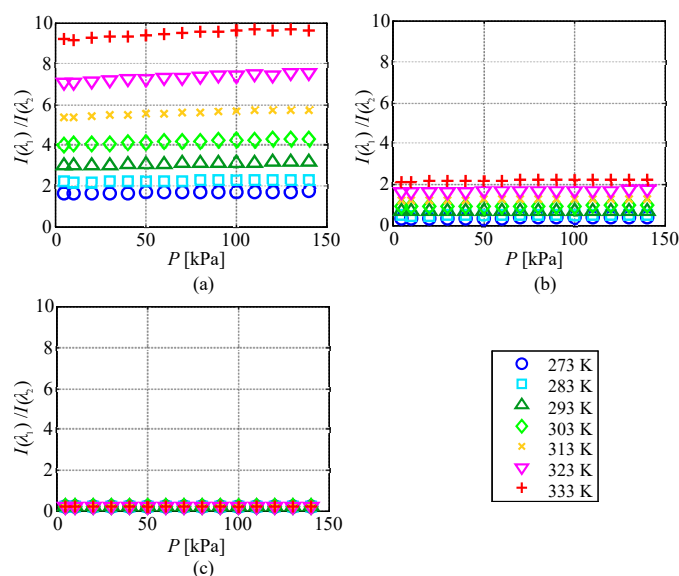 10
8
6
4
2
0
0
50
100
150
I(λ₁) /I(λ₂)
P [kPa]
(a)
10
8
6
4
2
0
0
50
100
150
I(λ₁) /I(λ₂)
P [kPa]
(b)
10
8
6
4
2
0
0
50
100
150
I(λ₁) /I(λ₂)
P [kPa]
(c)
273 K
283 K
293 K
303 K
313 K
323 K
333 K